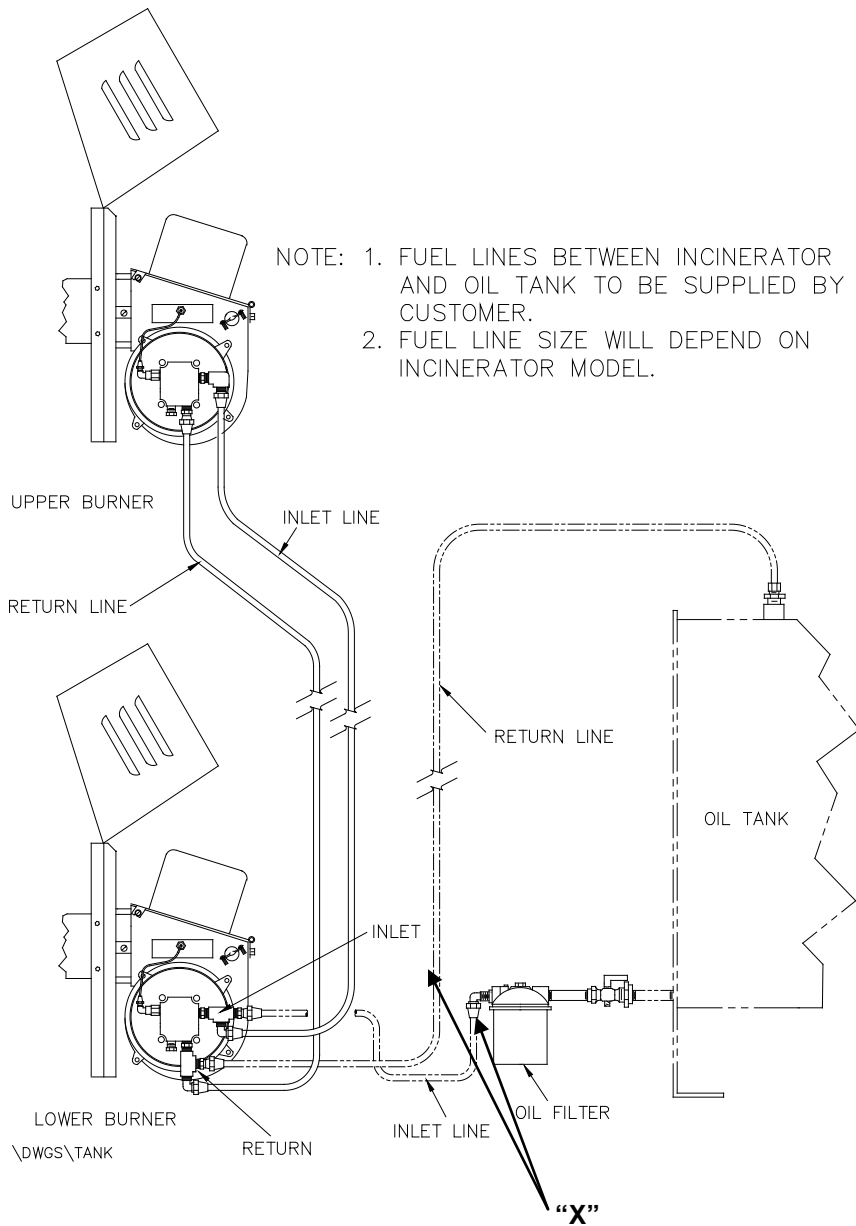 NOTE: 1. FUEL LINES BETWEEN INCINERATOR
AND OIL TANK TO BE SUPPLIED BY
CUSTOMER.
2. FUEL LINE SIZE WILL DEPEND ON
INCINERATOR MODEL.
UPPER BURNER
INLET LINE
RETURN LINE
RETURN LINE
OIL TANK
INLET
LOWER BURNER
RETURN
INLET LINE
OIL FILTER
\DWGS\TANK
“X”